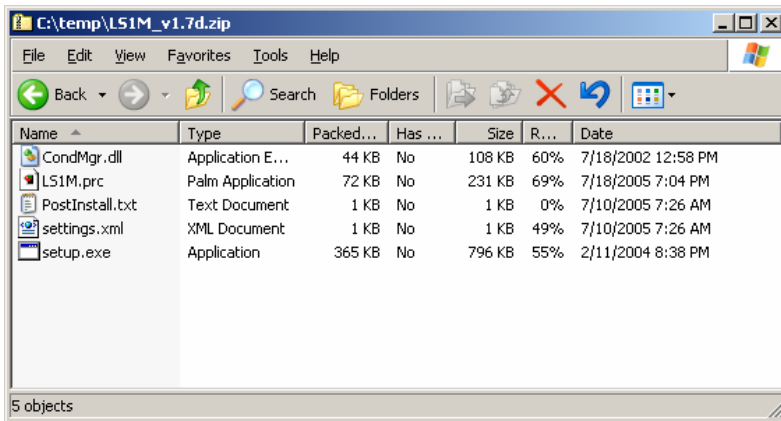 C:\temp\LS1M_v1.7d.zip
File Edit View Favorites Tools Help
Back Search Folders
Name Type Packed... Has ... Size R... Date
CondMgr.dll Application E... 44 KB No 108 KB 60% 7/18/2002 12:58 PM
LS1M.prc Palm Application 72 KB No 231 KB 69% 7/18/2005 7:04 PM
PostInstall.txt Text Document 1 KB No 1 KB 0% 7/10/2005 7:26 AM
settings.xml XML Document 1 KB No 1 KB 49% 7/10/2005 7:26 AM
setup.exe Application 365 KB No 796 KB 55% 2/11/2004 8:38 PM
5 objects